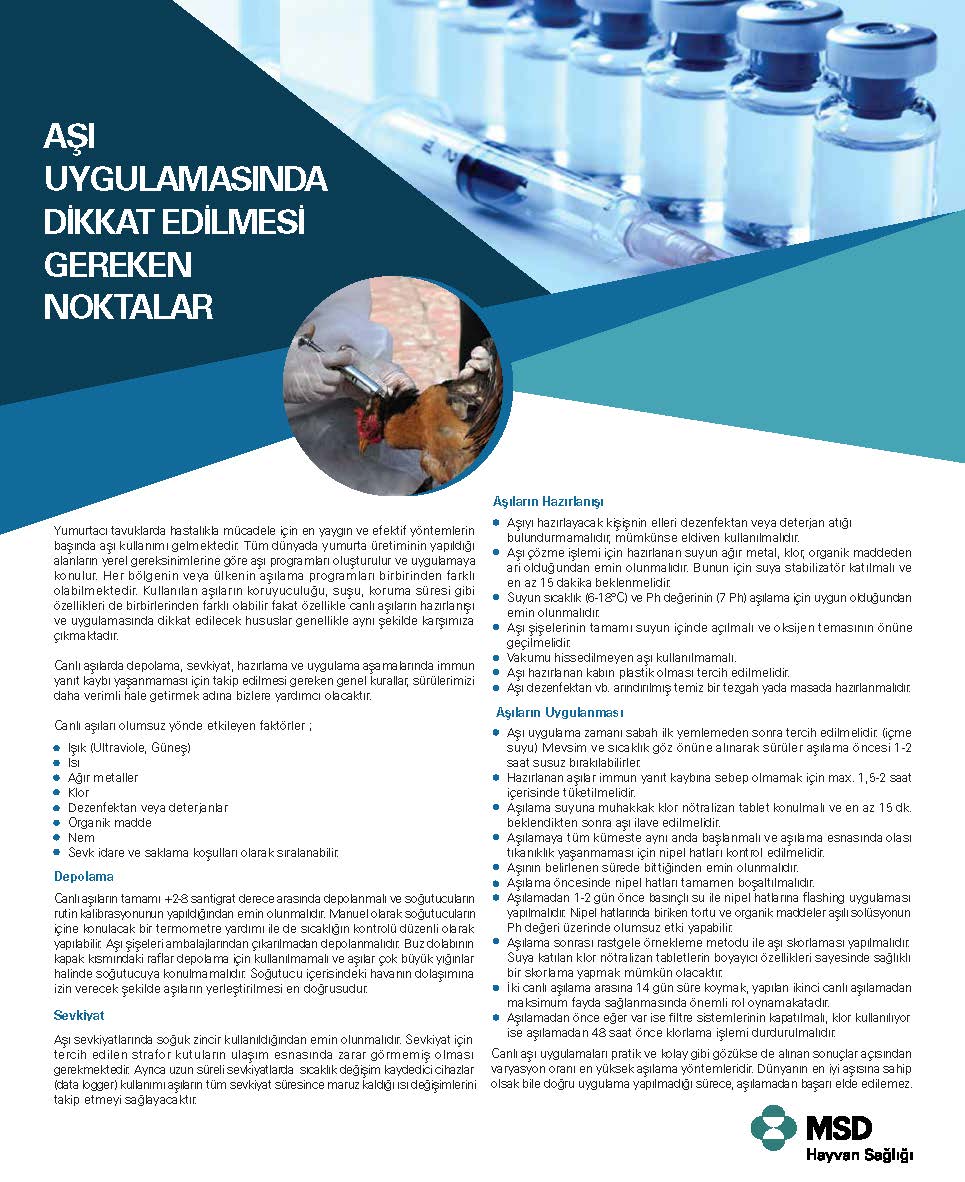 AŞI
UYGULAMASINDA
DİKKAT EDİLMESİ
GEREKEN
NOKTALAR
Yumurtacı tavuklarda hastalıkla mücadele için en yaygın ve efektif yöntemlerin
başında aşı kullanımı gelmektedir. Tüm dünyada yumurta üretiminin yapıldığı
alanların yerel gereksinimlerine göre aşı programları oluşturulur ve uygulamaya
konulur. Her bölgenin veya ülkenin aşılama programları birbirinden farklı
olabilmektedir. Kullanılan aşıların koruyuculuğu, suşu, koruma süresi gibi
özellikleri de birbirlerinden farklı olabilir fakat özellikle canlı aşıların hazırlanışı
ve uygulamasında dikkat edilecek hususlar genellikle aynı şekilde karşımıza
çıkmaktadır.
Canlı aşılarda depolama, sevkiyat, hazırlama ve uygulama aşamalarında immun
yanıt kaybı yaşanmaması için takip edilmesi gereken genel kurallar, sürülerimizi
daha verimli hale getirmek adına bizlere yardımcı olacaktır.
Canlı aşıları olumsuz yönde etkileyen faktörler ;
• Işık (Ultraviole, Güneş)
• Isı
• Ağır metaller
• Klor
• Dezenfektan veya deterjanlar
• Organik madde
• Nem
• Sevk idare ve saklama koşulları olarak sıralanabilir.
Depolama
Canlı aşıların tamamı +2-8 santigrat derece arasında depolanmalı ve soğutucuların
rutin kalibrasyonunun yapıldığından emin olunmalıdır. Manuel olarak soğutucuların
içine konulacak bir termometre yardımı ile de sıcaklığın kontrolü düzenli olarak
yapılabilir. Aşı şişeleri ambalajlarından çıkarılmadan depolanmalıdır. Buz dolabının
kapak kısmındaki raflar depolama için kullanılmamalı ve aşılar çok büyük yığınlar
halinde soğutucuya konulmamalıdır. Soğutucu içerisindeki havanın dolaşımına
izin verecek şekilde aşıların yerleştirilmesi en doğrusudur.
Sevkiyat
Aşı sevkiyatlarında soğuk zincir kullanıldığından emin olunmalıdır. Sevkiyat için
tercih edilen strafor kutuların ulaşım esnasında zarar görmemiş olması
gerekmektedir. Ayrıca uzun süreli sevkiyatlarda sıcaklık değişim kaydedici cihazlar
(data logger) kullanımı aşıların tüm sevkiyat süresince maruz kaldığı ısı değişimlerini
takip etmeyi sağlayacaktır.
Aşıların Hazırlanışı
• Aşıyı hazırlayacak kişişnin elleri dezenfektan veya deterjan atığı
bulundurmamalıdır, mümkünse eldiven kullanılmalıdır.
• Aşı çözme işlemi için hazırlanan suyun ağır metal, klor, organik maddeden
ari olduğundan emin olunmalıdır. Bunun için suya stabilizatör katılmalı ve
en az 15 dakika beklenmelidir.
• Suyun sıcaklık (6-18°C) ve Ph değerinin (7 Ph) aşılama için uygun olduğundan
emin olunmalıdır.
• Aşı şişelerinin tamamı suyun içinde açılmalı ve oksijen temasının önüne
geçilmelidir.
• Vakumu hissedilmeyen aşı kullanılmamalı.
• Aşı hazırlanan kabın plastik olması tercih edilmelidir.
• Aşı dezenfektan vb. arındırılmış temiz bir tezgah yada masada hazırlanmalıdır.
Aşıların Uygulanması
• Aşı uygulama zamanı sabah ilk yemlemeden sonra tercih edilmelidir. (içme
suyu) Mevsim ve sıcaklık göz önüne alınarak sürüler aşılama öncesi 1-2
saat susuz bırakılabilirler.
• Hazırlanan aşılar immun yanıt kaybına sebep olmamak için max. 1,5-2 saat
içerisinde tüketilmelidir.
• Aşılama suyuna muhakkak klor nötralizan tablet konulmalı ve en az 15 dk.
beklendikten sonra aşı ilave edilmelidir.
• Aşılamaya tüm kümeste aynı anda başlanmalı ve aşılama esnasında olası
tıkanıklık yaşanmaması için nipel hatları kontrol edilmelidir.
• Aşının belirlenen sürede bittiğinden emin olunmalıdır.
• Aşılama öncesinde nipel hatları tamamen boşaltılmalıdır.
• Aşılamadan 1-2 gün önce basınçlı su ile nipel hatlarına flashing uygulaması
yapılmalıdır. Nipel hatlarında biriken tortu ve organik maddeler aşılı solüsyonun
Ph değeri üzerinde olumsuz etki yapabilir.
• Aşılama sonrası rastgele örnekleme metodu ile aşı skorlaması yapılmalıdır.
Suya katılan klor nötralizan tabletlerin boyayıcı özellikleri sayesinde sağlıklı
bir skorlama yapmak mümkün olacaktır.
• İki canlı aşılama arasına 14 gün süre koymak, yapılan ikinci canlı aşılamadan
maksimum fayda sağlanmasında önemli rol oynamakatadır.
• Aşılamadan önce eğer var ise filtre sistemlerinin kapatılmalı, klor kullanılıyor
ise aşılamadan 48 saat önce klorlama işlemi durdurulmalıdır.
Canlı aşı uygulamaları pratik ve kolay gibi gözükse de alınan sonuçlar açısından
varyasyon oranı en yüksek aşılama yöntemleridir. Dünyanın en iyi aşısına sahip
olsak bile doğru uygulama yapılmadığı sürece, aşılamadan başarı elde edilemez.
MSD
Hayvan Sağlığı